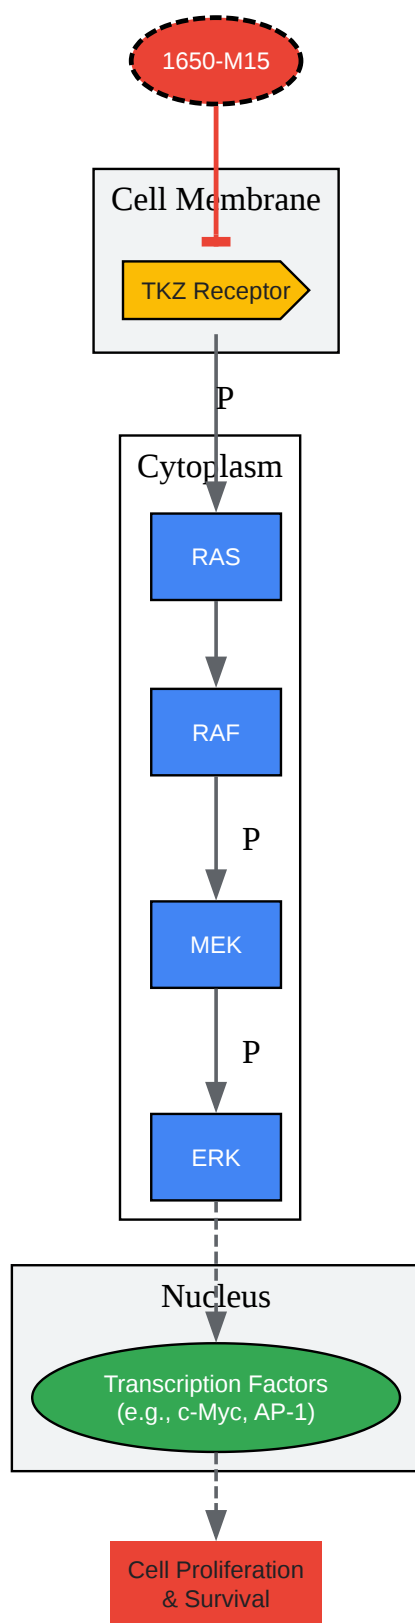 1650-M15
Cell Membrane
TKZ Receptor
P
Cytoplasm
RAS
RAF
P
MEK
P
ERK
Nucleus
Transcription Factors
(e.g., c-Myc, AP-1)
Cell Proliferation
& Survival